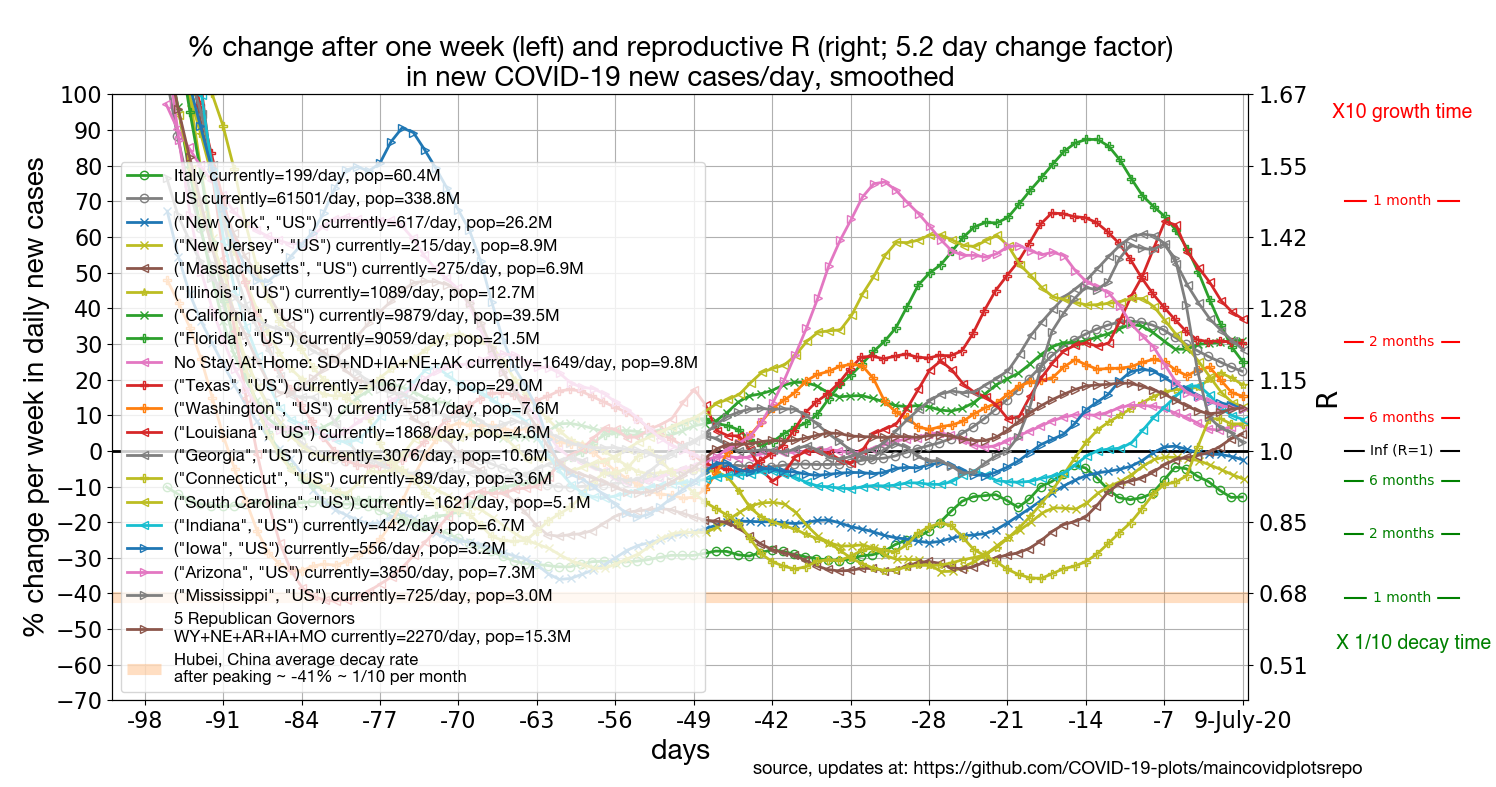 % change after one week (left) and reproductive R (right; 5.2 day change factor)
in new COVID-19 new cases/day, smoothed
% change per week in daily new cases
100
90
80
70
60
50
40
30
20
10
0
−10
−20
−30
−40
−50
−60
−70
Italy currently=199/day, pop=60.4M
US currently=61501/day, pop=338.8M
("New York", "US") currently=617/day, pop=26.2M
("New Jersey", "US") currently=215/day, pop=8.9M
("Massachusetts", "US") currently=275/day, pop=6.9M
("Illinois", "US") currently=1089/day, pop=12.7M
("California", "US") currently=9879/day, pop=39.5M
("Florida", "US") currently=9059/day, pop=21.5M
No Stay-At-Home: SD+ND+IA+NE+AK currently=1649/day, pop=9.8M
("Texas", "US") currently=10671/day, pop=29.0M
("Washington", "US") currently=581/day, pop=7.6M
("Louisiana", "US") currently=1868/day, pop=4.6M
("Georgia", "US") currently=3076/day, pop=10.6M
("Connecticut", "US") currently=89/day, pop=3.6M
("South Carolina", "US") currently=1621/day, pop=5.1M
("Indiana", "US") currently=442/day, pop=6.7M
("Iowa", "US") currently=556/day, pop=3.2M
("Arizona", "US") currently=3850/day, pop=7.3M
("Mississippi", "US") currently=725/day, pop=3.0M
5 Republican Governors
WY+NE+AR+IA+MO currently=2270/day, pop=15.3M
Hubei, China average decay rate
after peaking ~ -41% ~ 1/10 per month
-98 -91 -84 -77 -70 -63 -56 -49 -42 -35 -28 -21 -14 -7 9-July-20
days
1.67
1.55
1.42
1.28
1.15
1.0
0.85
0.68
0.51
R
X10 growth time
1 month
2 months
6 months
Inf (R=1)
6 months
2 months
1 month
X 1/10 decay time
source, updates at: https://github.com/COVID-19-plots/maincovidplotsrepo